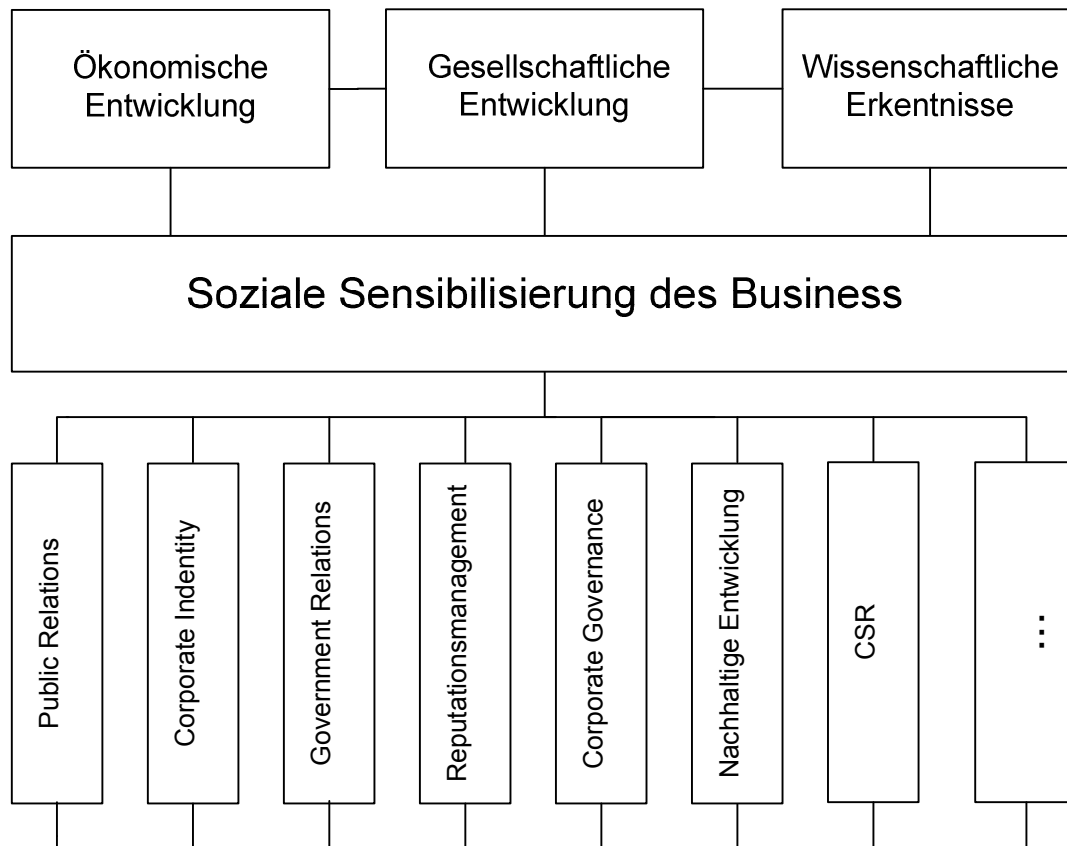 Ökonomische
Entwicklung
Gesellschaftliche
Entwicklung
Wissenschaftliche
Erkentnisse
Soziale Sensibilisierung des Business
Public Relations
Corporate Indentity
Government Relations
Reputationsmanagement
Corporate Governance
Nachhaltige Entwicklung
CSR
...